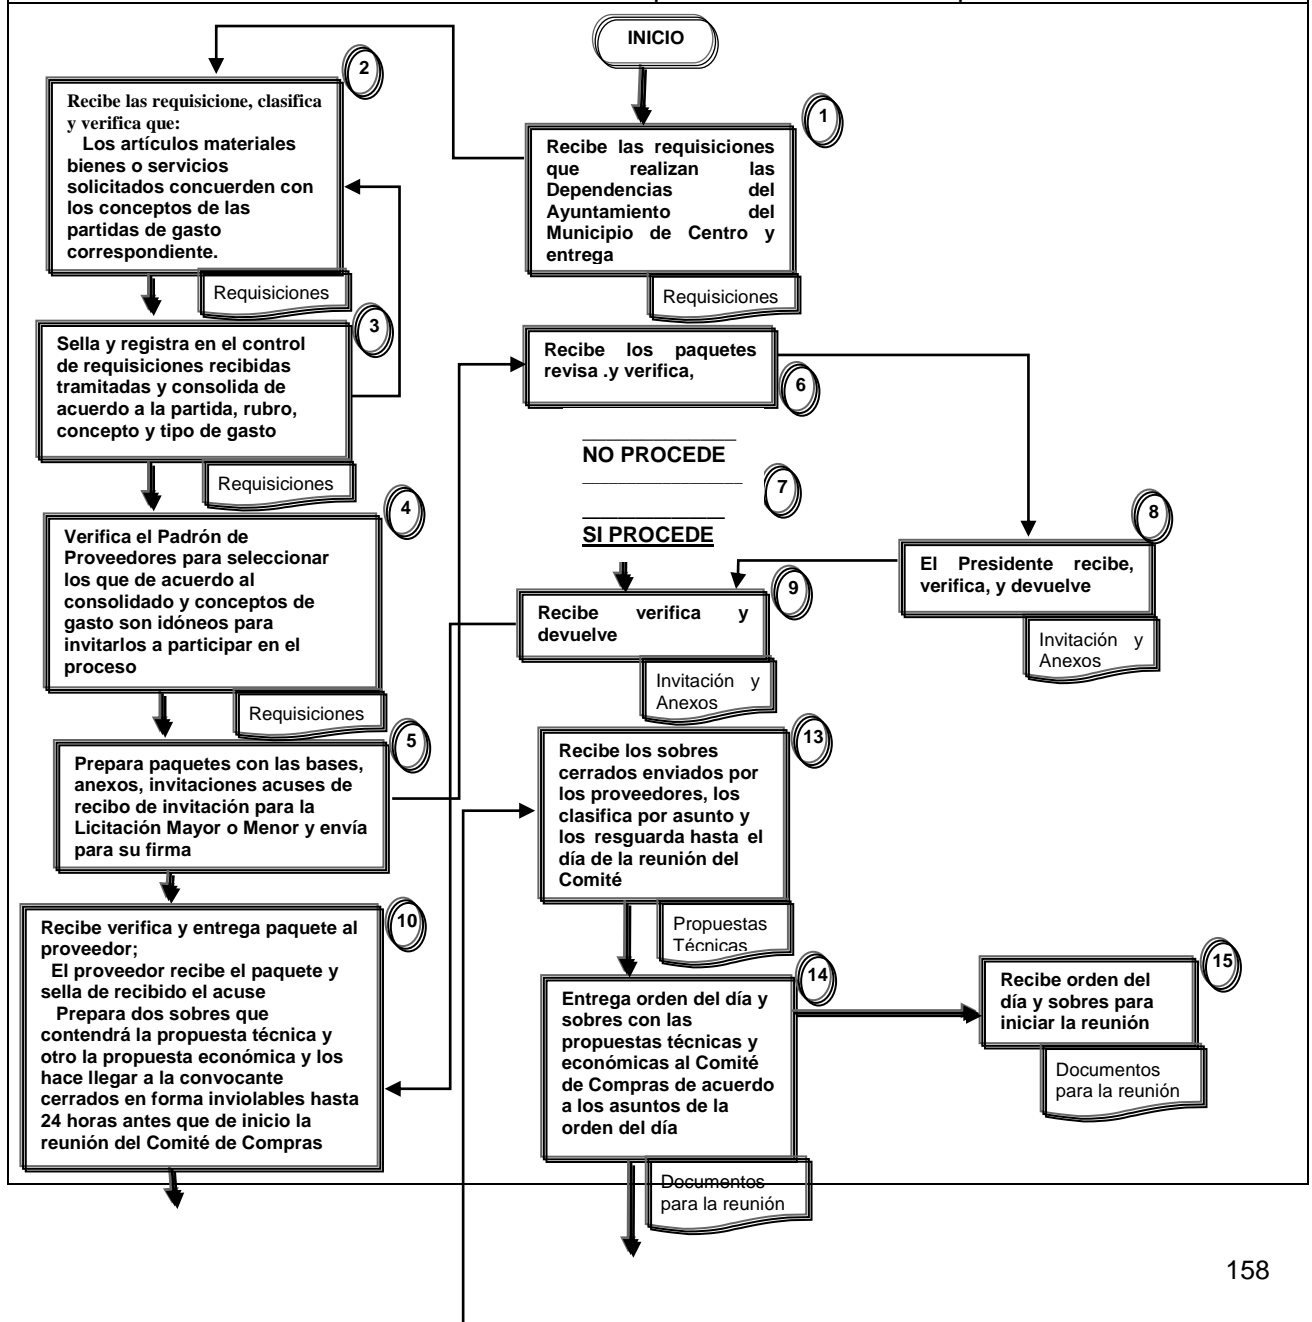 INICIO
1
Recibe las requisiciones
que realizan las
Dependencias del
Ayuntamiento del
Municipio de Centro y
entrega
Requisiciones
2
Recibe las requisicione, clasifica
y verifica que:
Los artículos materiales
bienes o servicios
solicitados concuerden con
los conceptos de las
partidas de gasto
correspondiente.
Requisiciones
3
Sella y registra en el control
de requisiciones recibidas
tramitadas y consolida de
acuerdo a la partida, rubro,
concepto y tipo de gasto
Requisiciones
4
Verifica el Padrón de
Proveedores para seleccionar
los que de acuerdo al
consolidado y conceptos de
gasto son idóneos para
invitarlos a participar en el
proceso
Requisiciones
5
Prepara paquetes con las bases,
anexos, invitaciones acuses de
recibo de invitación para la
Licitación Mayor o Menor y envía
para su firma
Recibe los paquetes
revisa .y verifica,
6
NO PROCEDE
7
SI PROCEDE
8
El Presidente recibe,
verifica, y devuelve
Invitación y
Anexos
9
Recibe verifica y
devuelve
Invitación y
Anexos
10
Recibe verifica y entrega paquete al
proveedor;
El proveedor recibe el paquete y
sella de recibido el acuse
Prepara dos sobres que
contendrá la propuesta técnica y
otro la propuesta económica y los
hace llegar a la convocante
cerrados en forma inviolables hasta
24 horas antes que de inicio la
reunión del Comité de Compras
13
Recibe los sobres
cerrados enviados por
los proveedores, los
clasifica por asunto y
los resguarda hasta el
día de la reunión del
Comité
Propuestas
Técnicas
14
Entrega orden del día y
sobres con las
propuestas técnicas y
económicas al Comité
de Compras de acuerdo
a los asuntos de la
orden del día
Documentos
para la reunión
15
Recibe orden del
día y sobres para
iniciar la reunión
Documentos
para la reunión
158